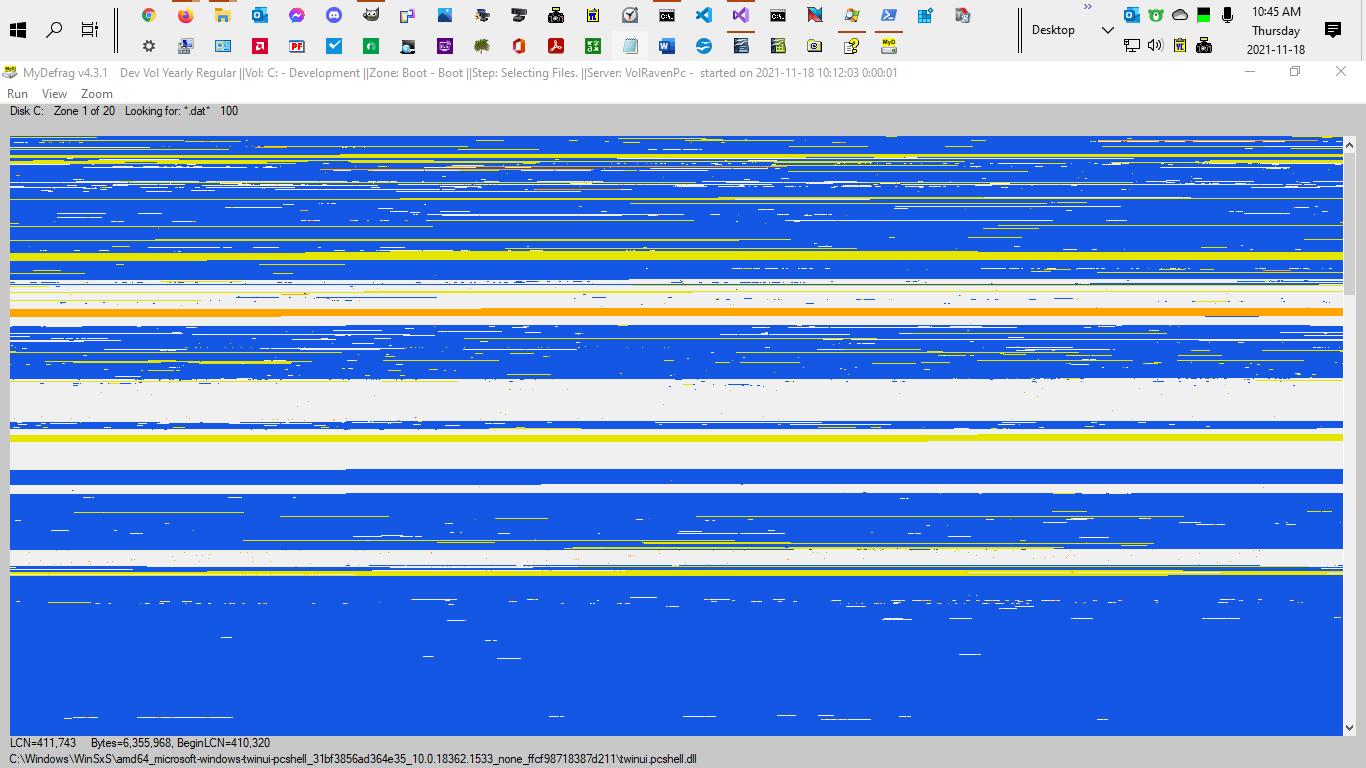 10:45 AM
Thursday
2021-11-18
Desktop
MyDefrag v4.3.1 Dev Vol Yearly Regular ||Vol: C: - Development ||Zone: Boot - Boot ||Step: Selecting Files. ||Server: VolRavenPc - started on 2021-11-18 10:12:03 0:00:01
Run View Zoom
Disk C: Zone 1 of 20 Looking for: *.dat* 100
LCN=411,743 Bytes=6,355,968, BeginLCN=410,320
C:\Windows\WinSxS\amd64_microsoft-windows-twinui-pcshell_31bf3856ad364e35_10.0.18362.1533_none_ffcf98718387d211\twinui.pcshell.dll